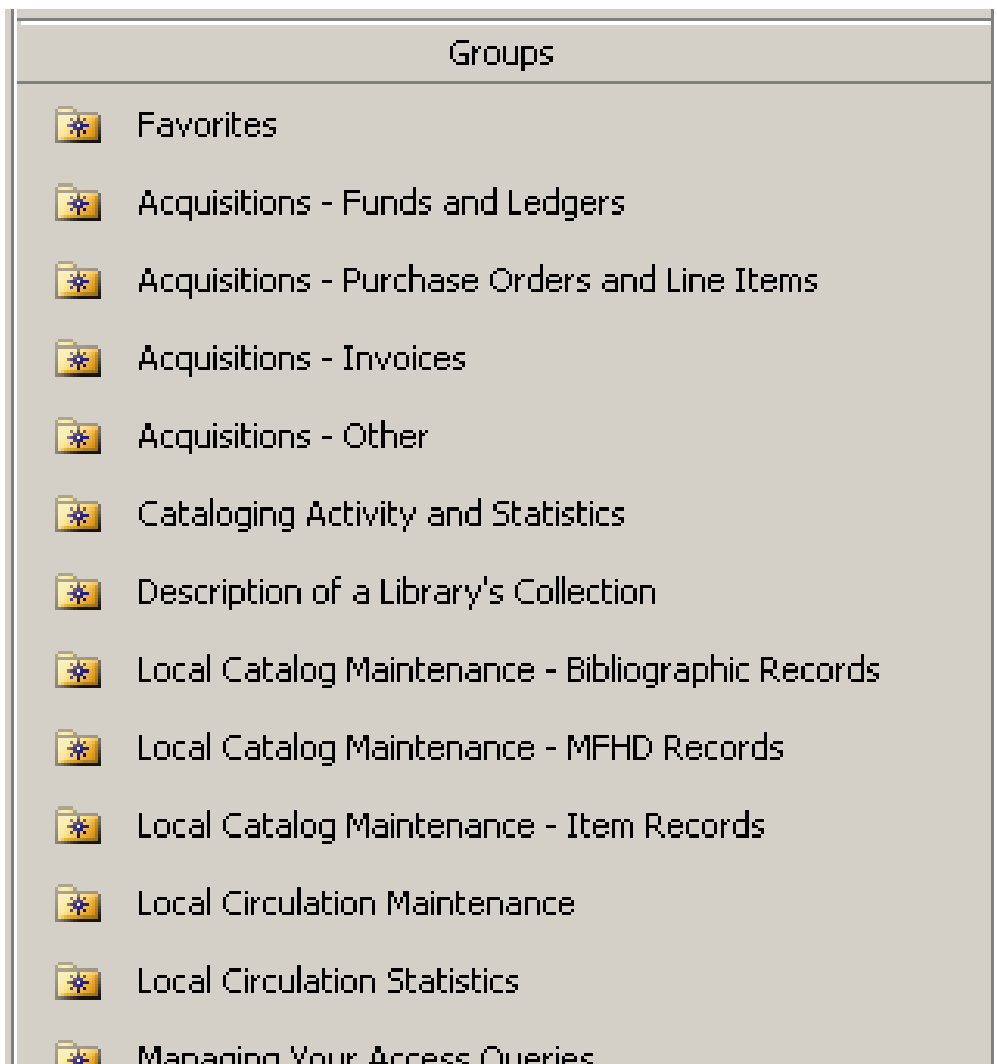 Groups
Favorites
Acquisitions - Funds and Ledgers
Acquisitions - Purchase Orders and Line Items
Acquisitions - Invoices
Acquisitions - Other
Cataloging Activity and Statistics
Description of a Library's Collection
Local Catalog Maintenance - Bibliographic Records
Local Catalog Maintenance - MFHD Records
Local Catalog Maintenance - Item Records
Local Circulation Maintenance
Local Circulation Statistics
Managing Your Access Queries